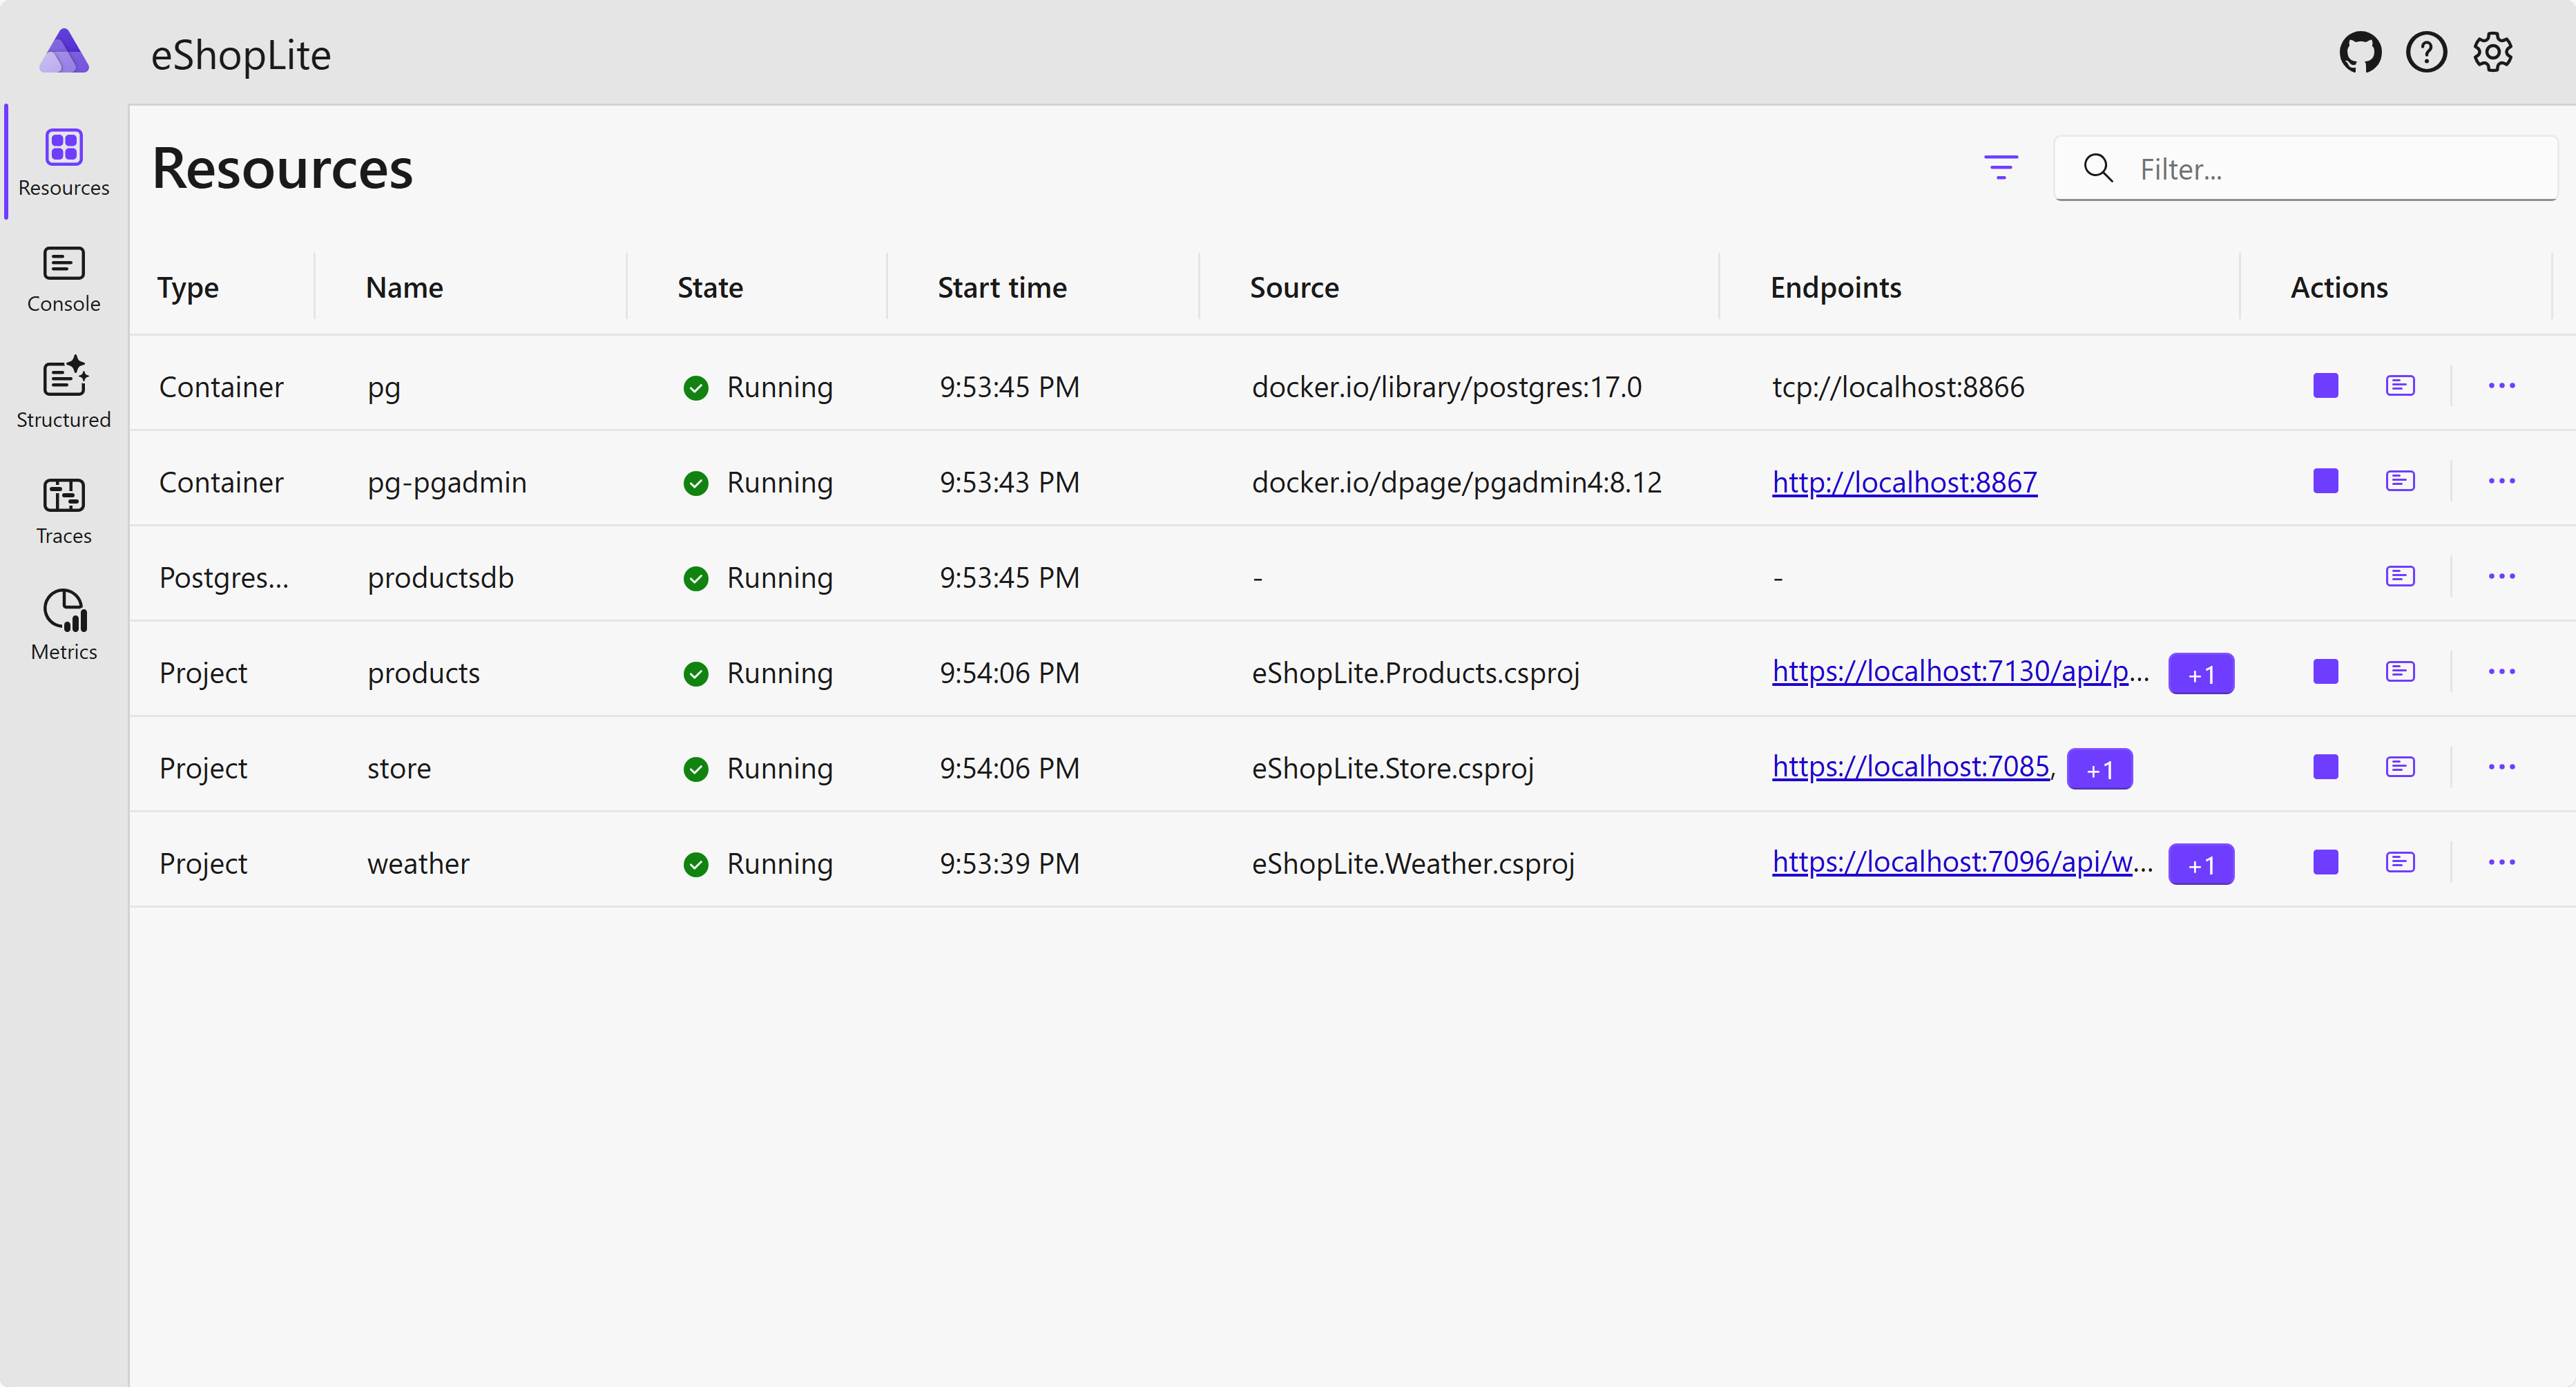 eShopLite
Resources
Console
Structured
Traces
Metrics
Resources
Filter...
Type Name State Start time Source Endpoints Actions
Container pg Running 9:53:45 PM docker.io/library/postgres:17.0 tcp://localhost:8866
Container pg-pgadmin Running 9:53:43 PM docker.io/dpage/pgadmin4:8.12 http://localhost:8867
Postgres... productsdb Running 9:53:45 PM - -
Project products Running 9:54:06 PM eShopLite.Products.csproj https://localhost:7130/api/p... +1
Project store Running 9:54:06 PM eShopLite.Store.csproj https://localhost:7085, +1
Project weather Running 9:53:39 PM eShopLite.Weather.csproj https://localhost:7096/api/w... +1